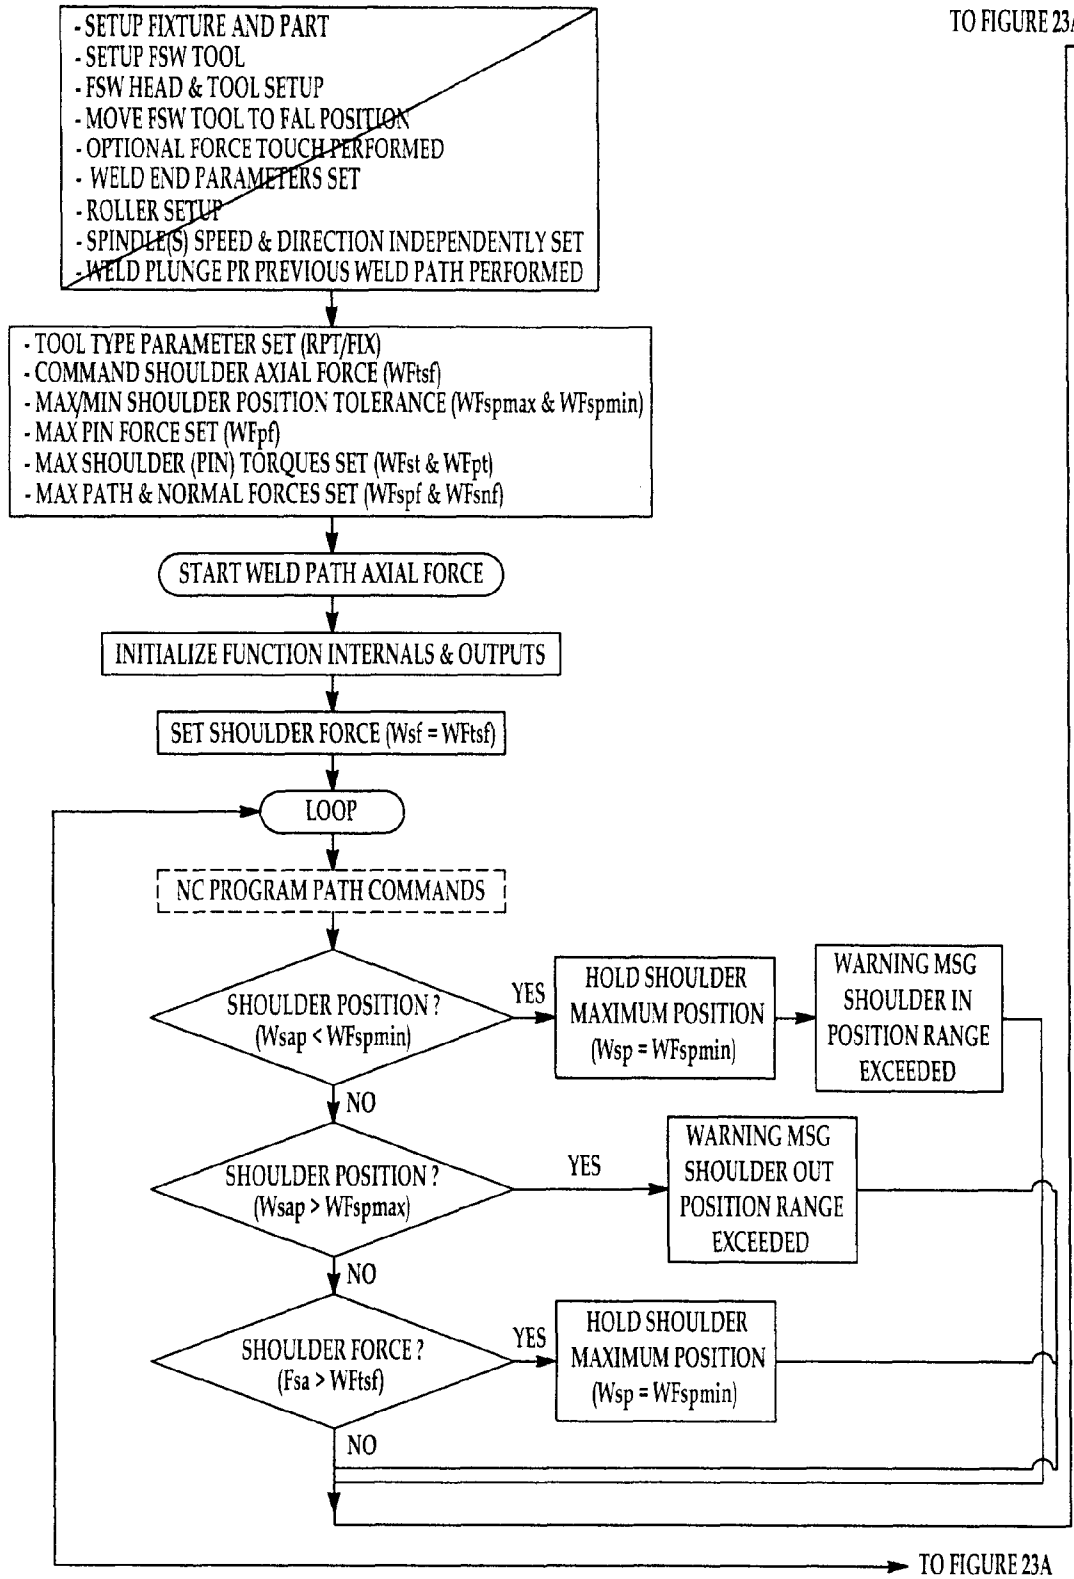 TO FIGURE 23A
- SETUP FIXTURE AND PART
- SETUP FSW TOOL
- FSW HEAD & TOOL SETUP
- MOVE FSW TOOL TO FAL POSITION
- OPTIONAL FORCE TOUCH PERFORMED
- WELD END PARAMETERS SET
- ROLLER SETUP
- SPINDLE(S) SPEED & DIRECTION INDEPENDENTLY SET
- WELD PLUNGE PR PREVIOUS WELD PATH PERFORMED
- TOOL TYPE PARAMETER SET (RPT/FIX)
- COMMAND SHOULDER AXIAL FORCE (WFtsf)
- MAX/MIN SHOULDER POSITION TOLERANCE (WFspmax & WFspmin)
- MAX PIN FORCE SET (WFpf)
- MAX SHOULDER (PIN) TORQUES SET (WFst & WFpt)
- MAX PATH & NORMAL FORCES SET (WFspf & WFsnf)
START WELD PATH AXIAL FORCE
INITIALIZE FUNCTION INTERNALS & OUTPUTS
SET SHOULDER FORCE (Wsf = WFtsf)
LOOP
NC PROGRAM PATH COMMANDS
SHOULDER POSITION ?
(Wsap < WFspmin)
YES
HOLD SHOULDER
MAXIMUM POSITION
(Wsp = WFspmin)
WARNING MSG
SHOULDER IN
POSITION RANGE
EXCEEDED
NO
SHOULDER POSITION ?
(Wsap > WFspmax)
YES
WARNING MSG
SHOULDER OUT
POSITION RANGE
EXCEEDED
NO
SHOULDER FORCE ?
(Fsa > WFtsf)
YES
HOLD SHOULDER
MAXIMUM POSITION
(Wsp = WFspmin)
NO
TO FIGURE 23A